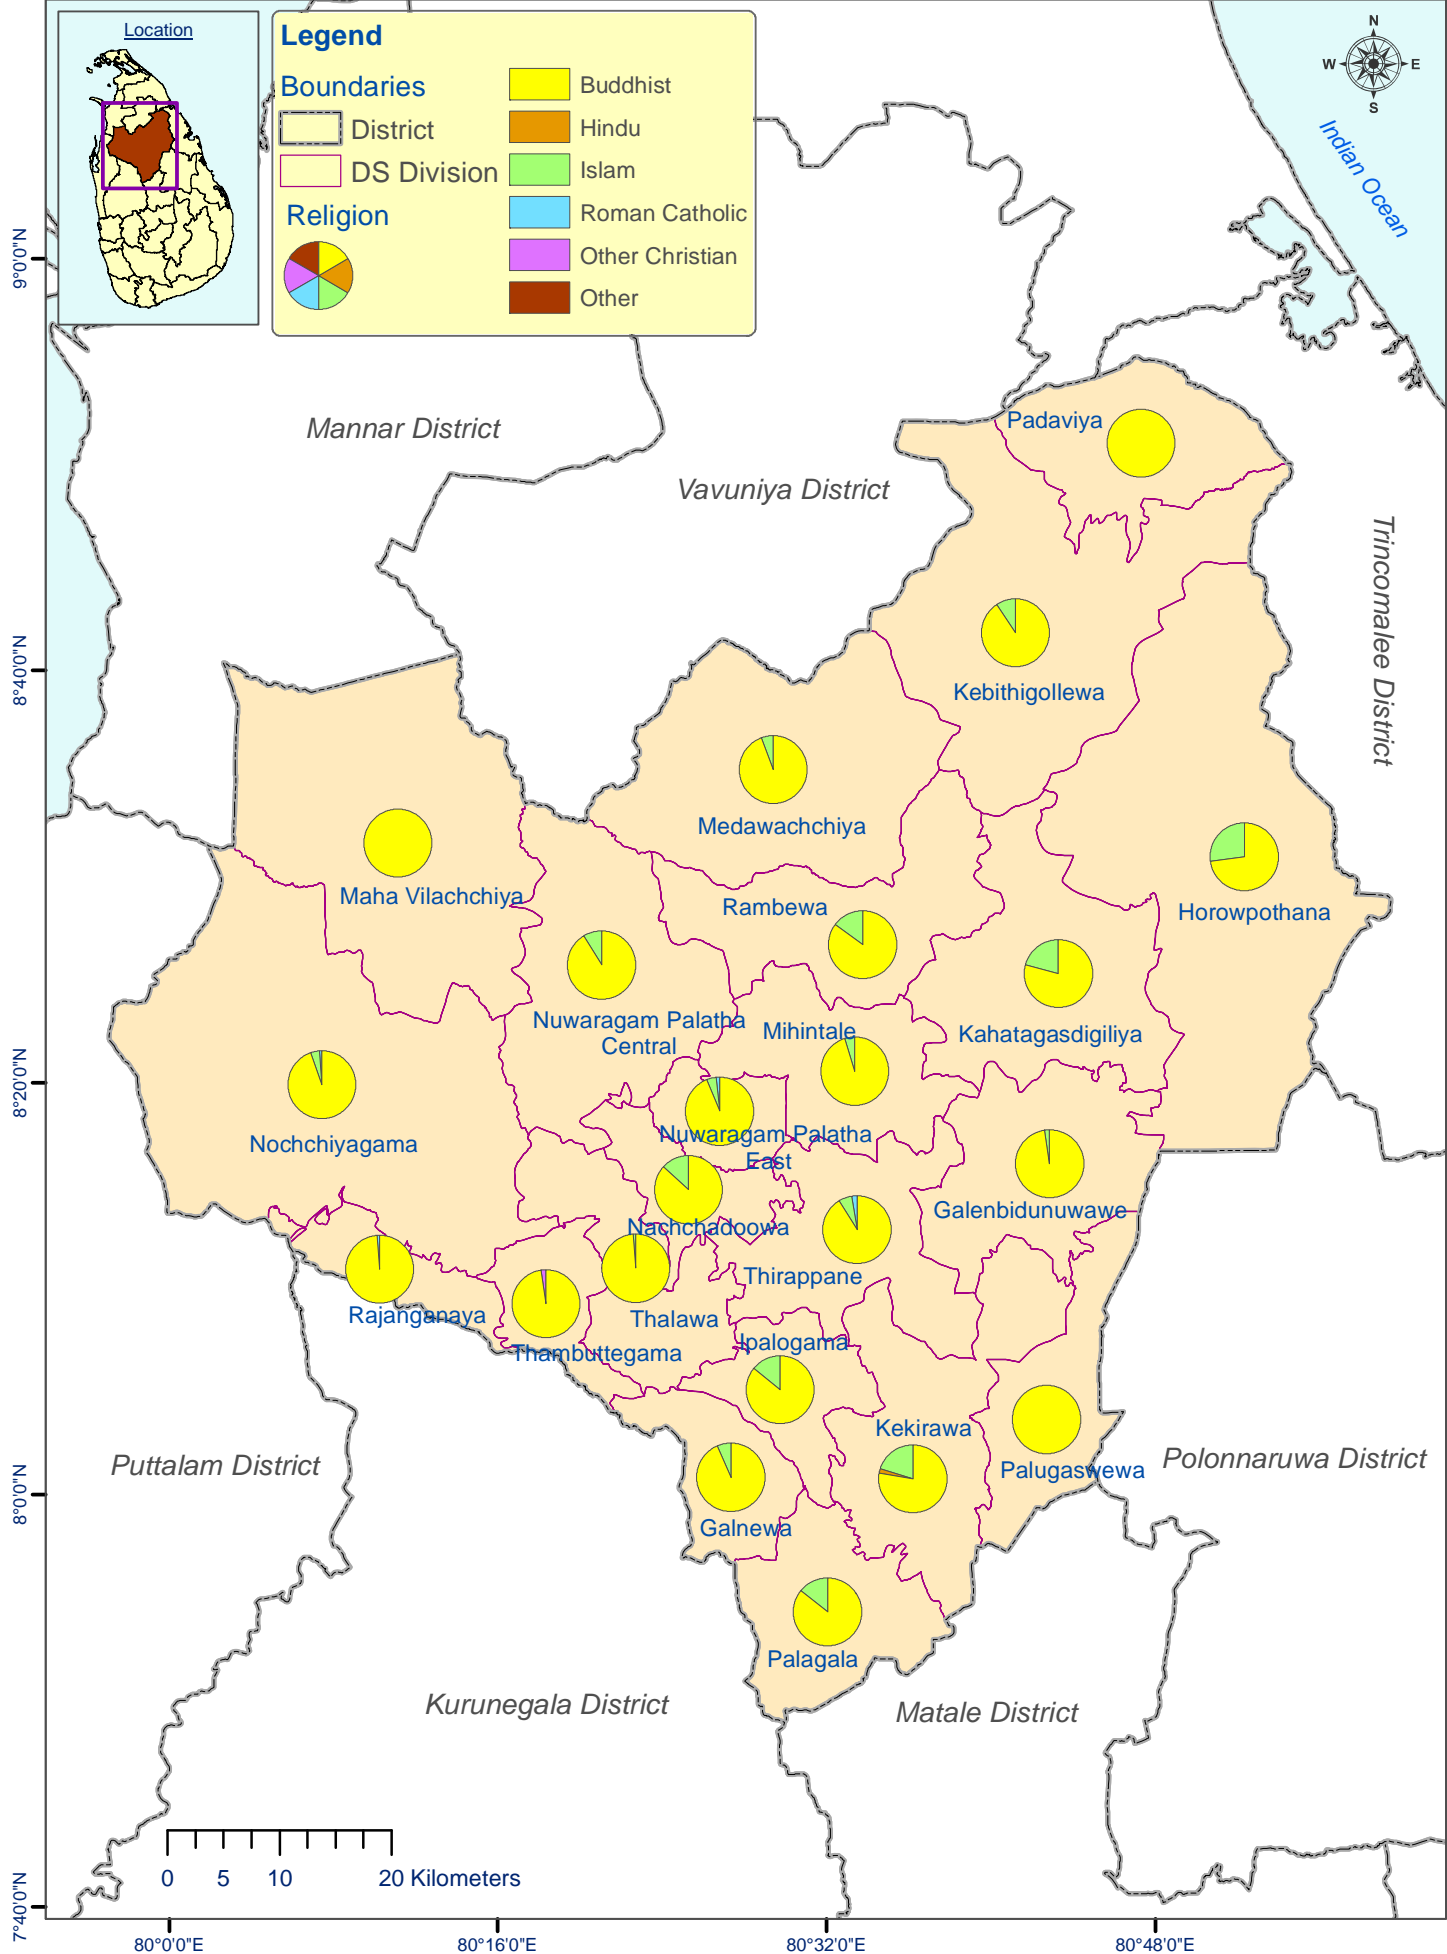 Location
Legend
Boundaries
District
DS Division
Religion
Buddhist
Hindu
Islam
Roman Catholic
Other Christian
Other
N
W
E
S
Indian Ocean
9°0'0"N
8°40'0"N
8°20'0"N
8°0'0"N
7°40'0"N
Mannar District
Vavuniya District
Trincomalee District
Padaviya
Kebithigollewa
Medawachchiya
Maha Vilachchiya
Rambewa
Horowpothana
Nuwaragam Palatha
Central
Mihintale
Kahatagasdigiliya
Nochchiyagama
Nuwaragam Palatha
East
Galenbidunuwawe
Nachchadoowa
Thirappane
Rajanganaya
Thalawa
Thambuttegama
Ipalogama
Kekirawa
Palugaswewa
Galnewa
Palagala
Puttalam District
Polonnaruwa District
Kurunegala District
Matale District
0 5 10 20 Kilometers
80°0'0"E 80°16'0"E 80°32'0"E 80°48'0"E